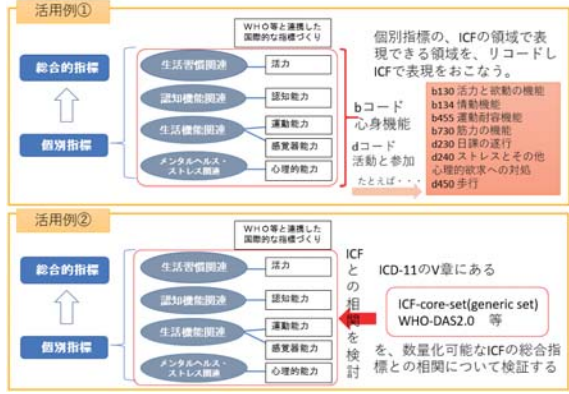 活用例①
WHO等と連携した
国際的な指標づくり
総合的指標
個別指標
生活習慣関連
認知機能関連
生活機能関連
メンタルヘルス・
ストレス関連
活力
認知能力
運動能力
感覚器能力
心理的能力
bコード
心身機能
dコード
活動と参加
たとえば・・・
個別指標の、ICFの領域で表
現できる領域を、リコードし
ICFで表現をおこなう。
b130 活力と欲動の機能
b134 情動機能
b455 運動耐容機能
b730 筋力の機能
d230 日課の遂行
d240 ストレスとその他
心理的欲求への対処
d450 歩行
活用例②
WHO等と連携した
国際的な指標づくり
総合的指標
個別指標
生活習慣関連
認知機能関連
生活機能関連
メンタルヘルス・
ストレス関連
活力
認知能力
運動能力
感覚器能力
心理的能力
ICFとの相関を検討
ICD-11のV章にある
ICF-core-set(generic set)
WHO-DAS2.0 等
を、数量化可能なICFの総合指
標との相関について検証する